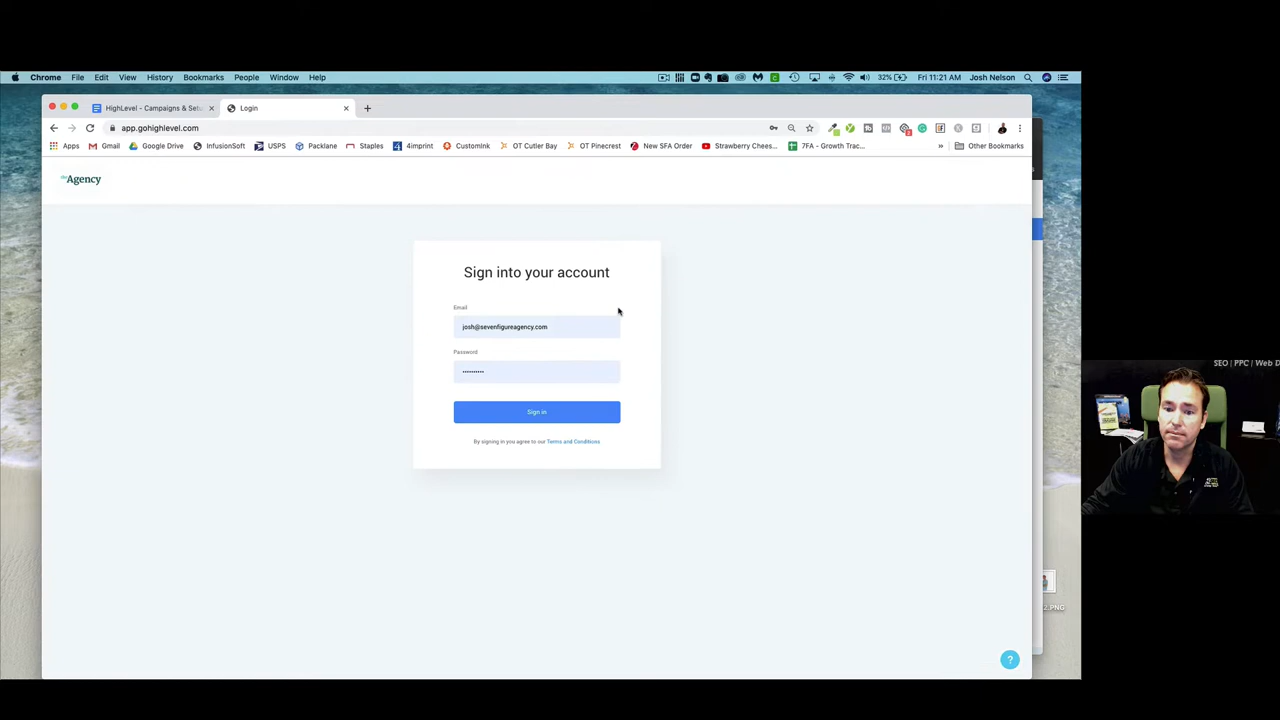 Chrome File Edit View History Bookmarks People Window Help 32% Fri 11:21 AM Josh Nelson
HighLevel - Campaigns & Setu Login
app.gohighlevel.com
Apps Gmail Google Drive InfusionSoft USPS Packlane Staples 4imprint CustomInk OT Cutler Bay OT Pinecrest New SFA Order Strawberry Chees... 7FA - Growth Trac... » Other Bookmarks
the Agency
Sign into your account
Email
josh@sevenfigureagency.com
Password
Sign in
By signing in you agree to our Terms and Conditions
SEO | PPC | Web D
.PNG
?